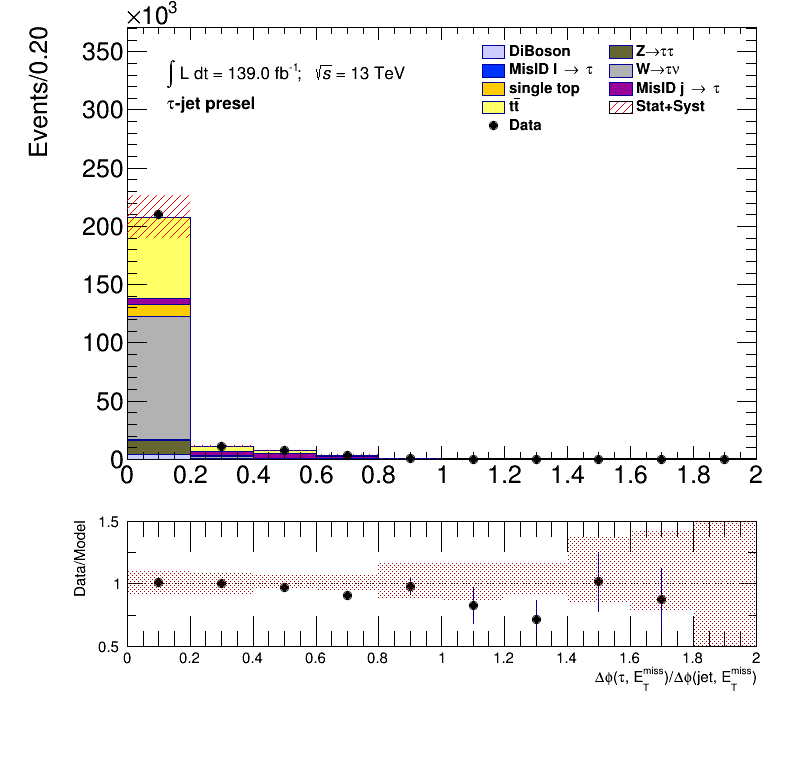 ×10³
Events/0.20
350
300
250
200
150
100
50
0
∫ L dt = 139.0 fb⁻¹; √s = 13 TeV
τ-jet presel
DiBoson
MisID l → τ
single top
tt̄
Data
Z→ττ
W→τν
MisID j → τ
Stat+Syst
0 0.2 0.4 0.6 0.8 1 1.2 1.4 1.6 1.8 2
Data/Model
1.5
1
0.5
0 0.2 0.4 0.6 0.8 1 1.2 1.4 1.6 1.8 2
Δϕ(τ, E_T^miss)/Δϕ(jet, E_T^miss)